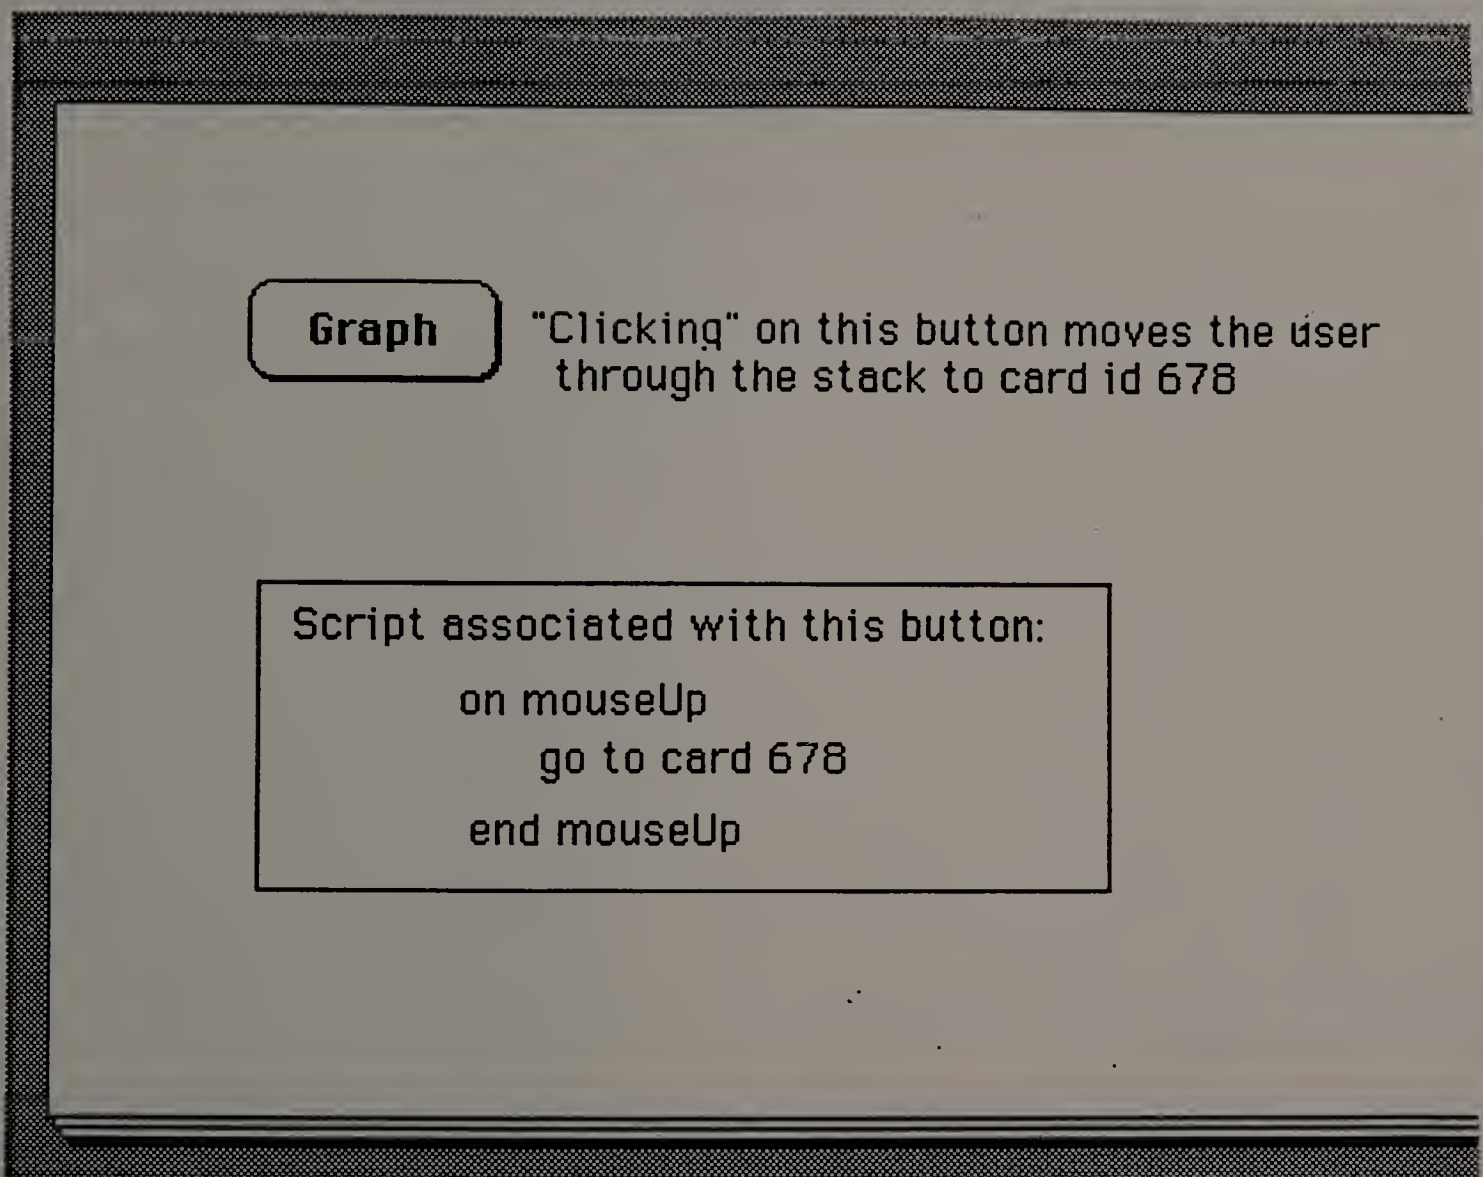 Graph
"Clicking" on this button moves the user
through the stack to card id 678
Script associated with this button:
on mouseUp
go to card 678
end mouseUp